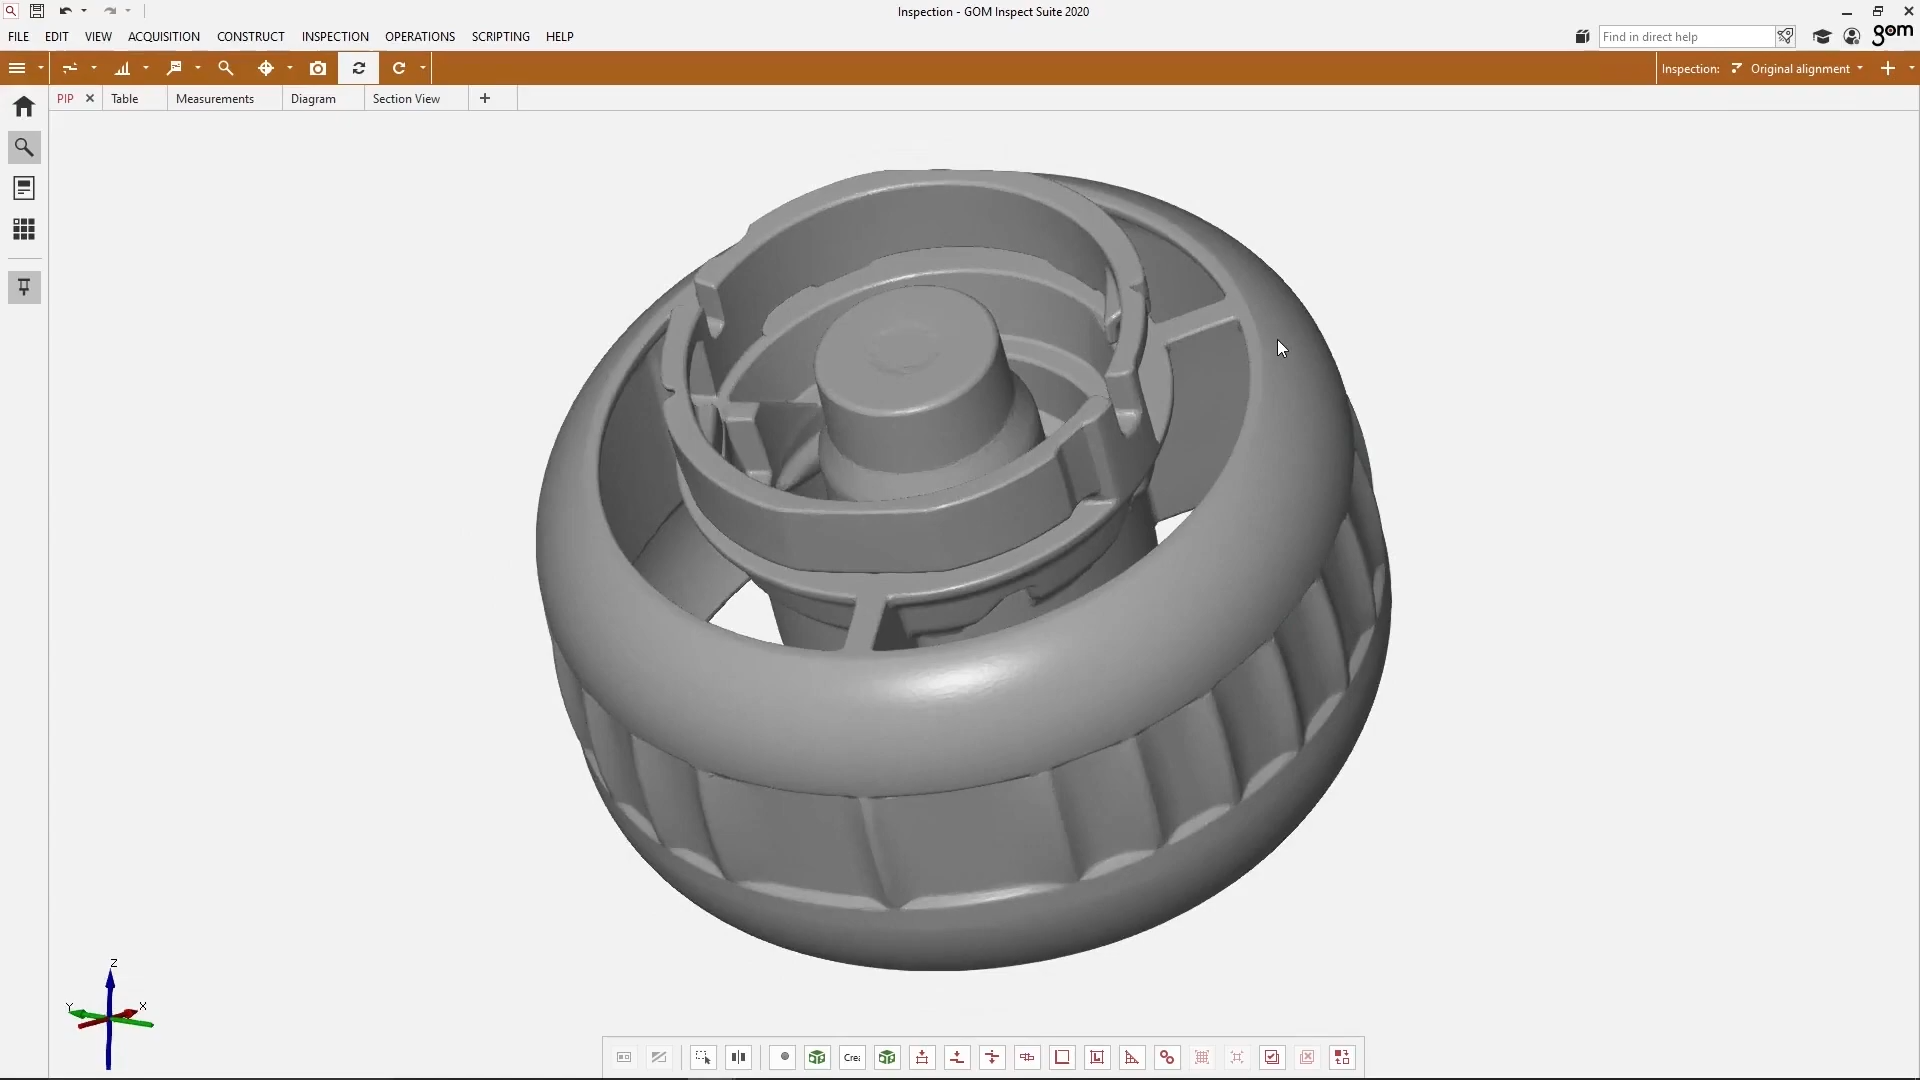 Inspection - GOM Inspect Suite 2020
FILE EDIT VIEW ACQUISITION CONSTRUCT INSPECTION OPERATIONS SCRIPTING HELP
Find in direct help
gom
Inspection: Original alignment
PIP Table Measurements Diagram Section View
Z
Y X
Crea